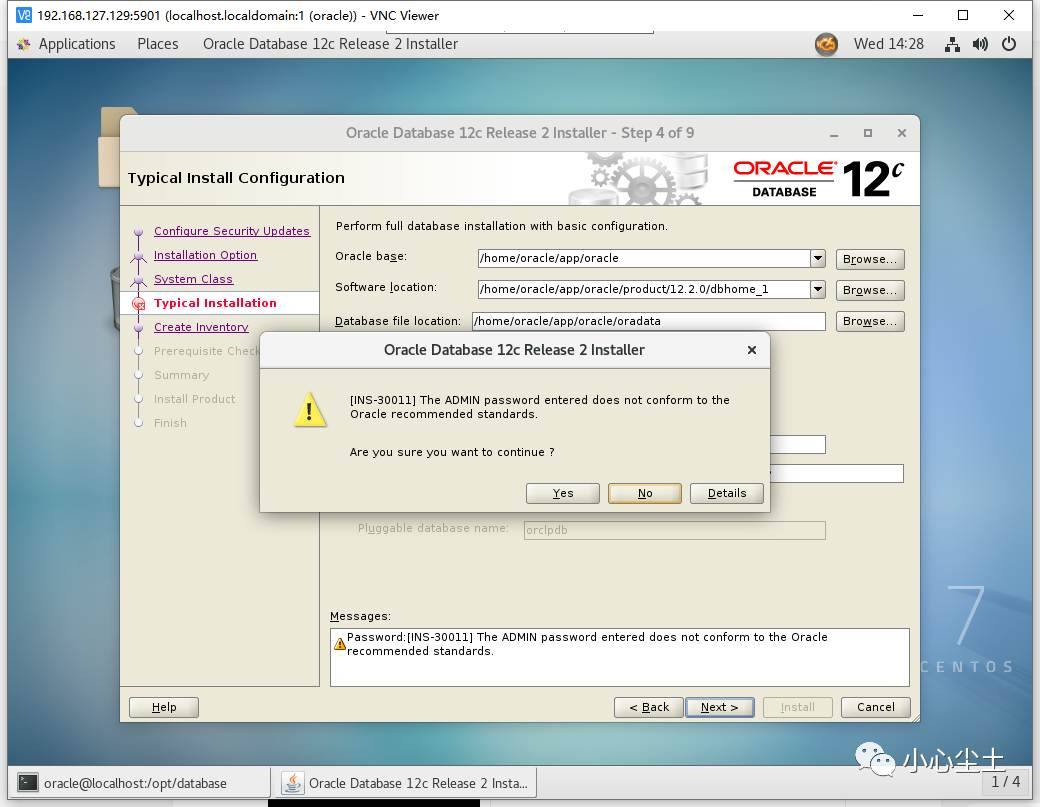 192.168.127.129:5901 (localhost.localdomain:1 (oracle)) - VNC Viewer
Applications Places Oracle Database 12c Release 2 Installer Wed 14:28
Oracle Database 12c Release 2 Installer - Step 4 of 9
Typical Install Configuration
ORACLE
DATABASE
12c
Configure Security Updates
Installation Option
System Class
Typical Installation
Create Inventory
Prerequisite Check
Summary
Install Product
Finish
Perform full database installation with basic configuration.
Oracle base: /home/oracle/app/oracle Browse...
Software location: /home/oracle/app/oracle/product/12.2.0/dbhome_1 Browse...
Database file location: /home/oracle/app/oracle/oradata Browse...
Oracle Database 12c Release 2 Installer
[INS-30011] The ADMIN password entered does not conform to the
Oracle recommended standards.
Are you sure you want to continue ?
Yes No Details
Pluggable database name: orclpdb
Messages:
Password:[INS-30011] The ADMIN password entered does not conform to the Oracle
recommended standards.
Help < Back Next > Install Cancel
7
CENTOS
小心尘土
oracle@localhost:/opt/database Oracle Database 12c Release 2 Insta... 1 / 4